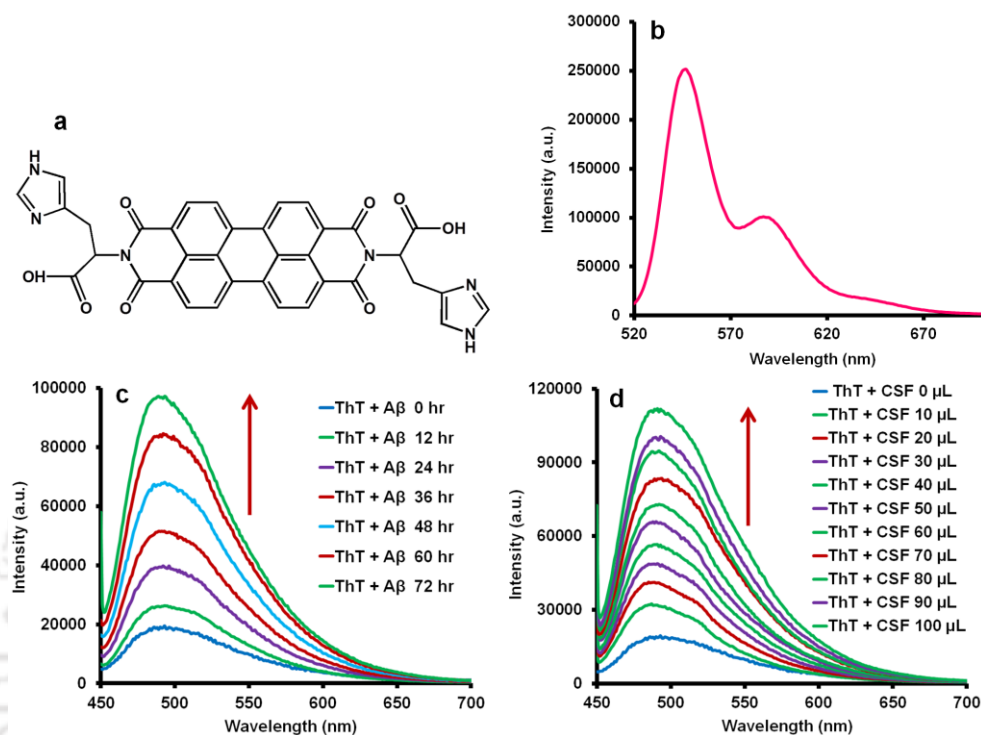 a
H
N
N
OH
O
O
N
O
O
O
N
O
O
OH
N
N
H
b
300000
250000
200000
150000
100000
50000
0
Intensity (a.u.)
520 570 620 670
Wavelength (nm)
c
100000
80000
60000
40000
20000
0
Intensity (a.u.)
450 500 550 600 650 700
Wavelength (nm)
ThT + Aβ 0 hr
ThT + Aβ 12 hr
ThT + Aβ 24 hr
ThT + Aβ 36 hr
ThT + Aβ 48 hr
ThT + Aβ 60 hr
ThT + Aβ 72 hr
d
120000
90000
60000
30000
0
Intensity (a.u.)
450 500 550 600 650 700
Wavelength (nm)
ThT + CSF 0 µL
ThT + CSF 10 µL
ThT + CSF 20 µL
ThT + CSF 30 µL
ThT + CSF 40 µL
ThT + CSF 50 µL
ThT + CSF 60 µL
ThT + CSF 70 µL
ThT + CSF 80 µL
ThT + CSF 90 µL
ThT + CSF 100 µL